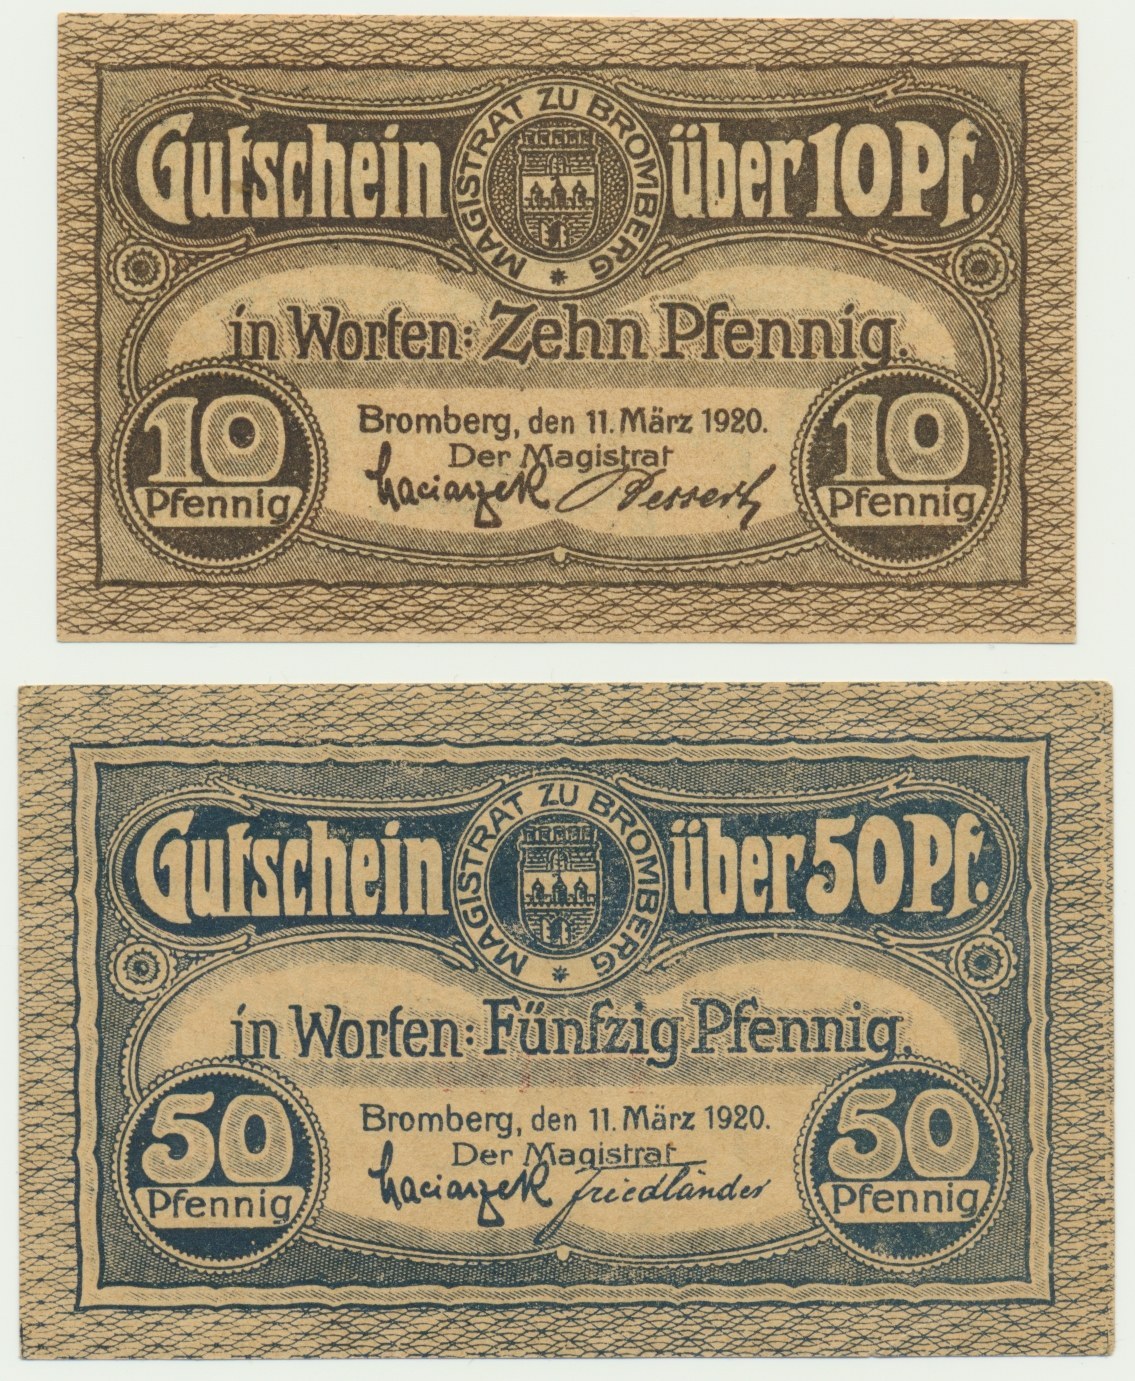 MAGISTRAT ZU BROMBERG
Gutschein über 10 Pf.
in Worten: Zehn Pfennig.
10 Pfennig
Bromberg, den 11. März 1920.
Der Magistrat
Maciaszek
10 Pfennig
MAGISTRAT ZU BROMBERG
Gutschein über 50 Pf.
in Worten: Fünfzig Pfennig.
50 Pfennig
Bromberg, den 11. März 1920.
Der Magistrat
Maciaszek Friedländer
50 Pfennig